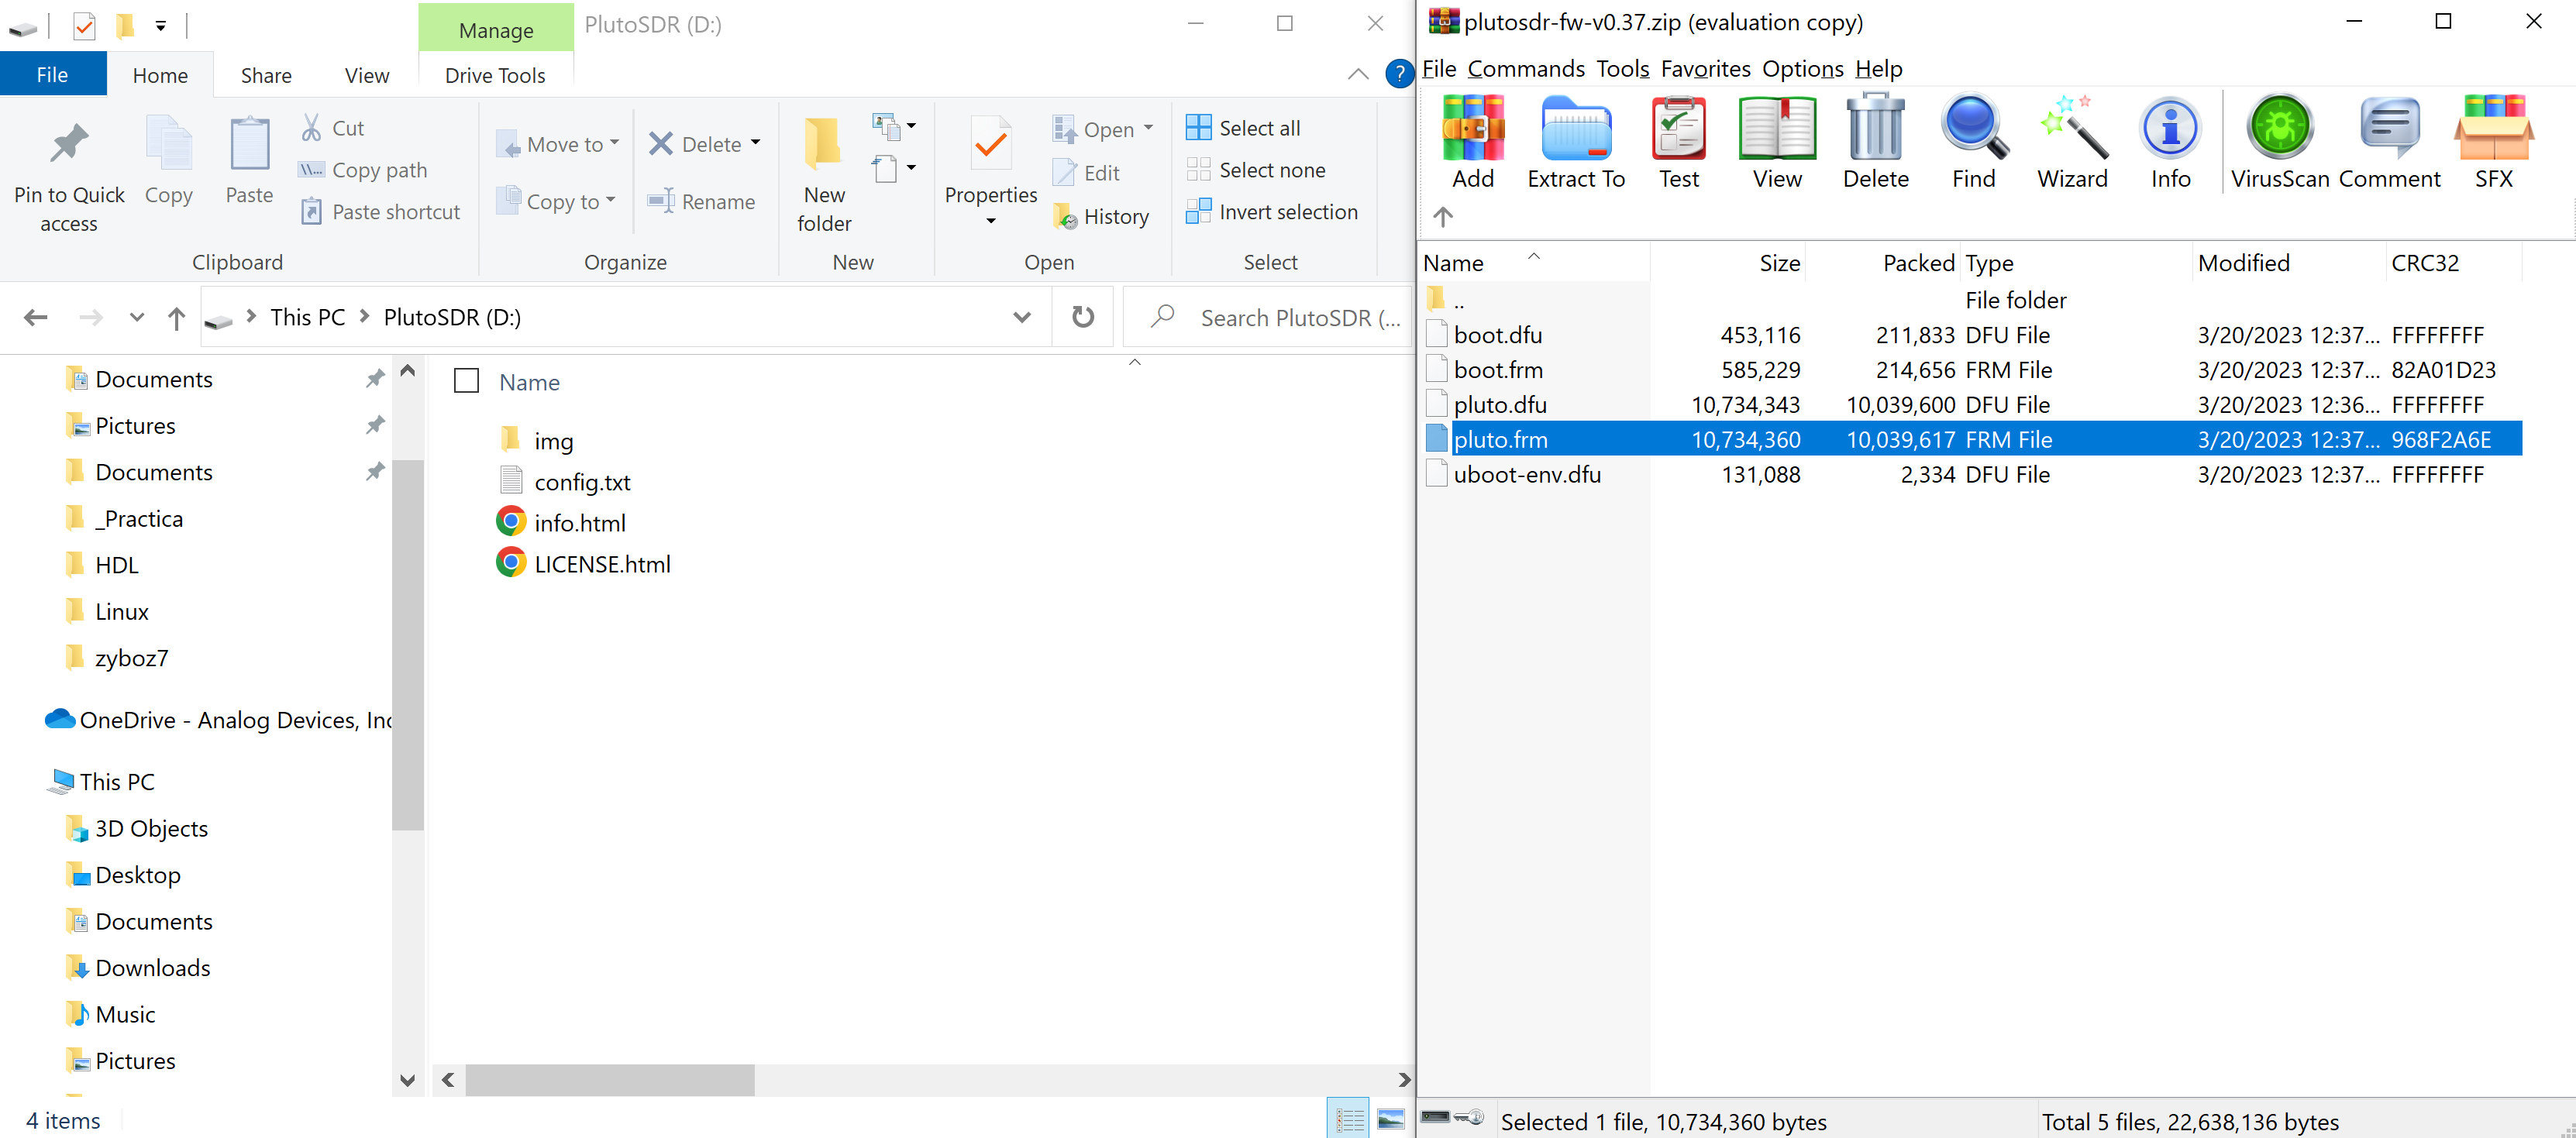 Manage
PlutoSDR (D:)
File
Home
Share
View
Drive Tools
?
Pin to Quick access
Copy
Paste
Cut
Copy path
Paste shortcut
Clipboard
Move to
Copy to
Delete
Rename
Organize
New folder
New
Properties
Open
Edit
History
Open
Select all
Select none
Invert selection
Select
This PC
PlutoSDR (D:)
Search PlutoSDR (...
Documents
Pictures
Documents
_Practica
HDL
Linux
zyboz7
OneDrive - Analog Devices, Inc
This PC
3D Objects
Desktop
Documents
Downloads
Music
Pictures
Name
img
config.txt
info.html
LICENSE.html
4 items
plutosdr-fw-v0.37.zip (evaluation copy)
File Commands Tools Favorites Options Help
Add
Extract To
Test
View
Delete
Find
Wizard
Info
VirusScan
Comment
SFX
Name Size Packed Type Modified CRC32
.. File folder
boot.dfu 453,116 211,833 DFU File 3/20/2023 12:37... FFFFFFFF
boot.frm 585,229 214,656 FRM File 3/20/2023 12:37... 82A01D23
pluto.dfu 10,734,343 10,039,600 DFU File 3/20/2023 12:36... FFFFFFFF
pluto.frm 10,734,360 10,039,617 FRM File 3/20/2023 12:37... 968F2A6E
uboot-env.dfu 131,088 2,334 DFU File 3/20/2023 12:37... FFFFFFFF
Selected 1 file, 10,734,360 bytes
Total 5 files, 22,638,136 bytes